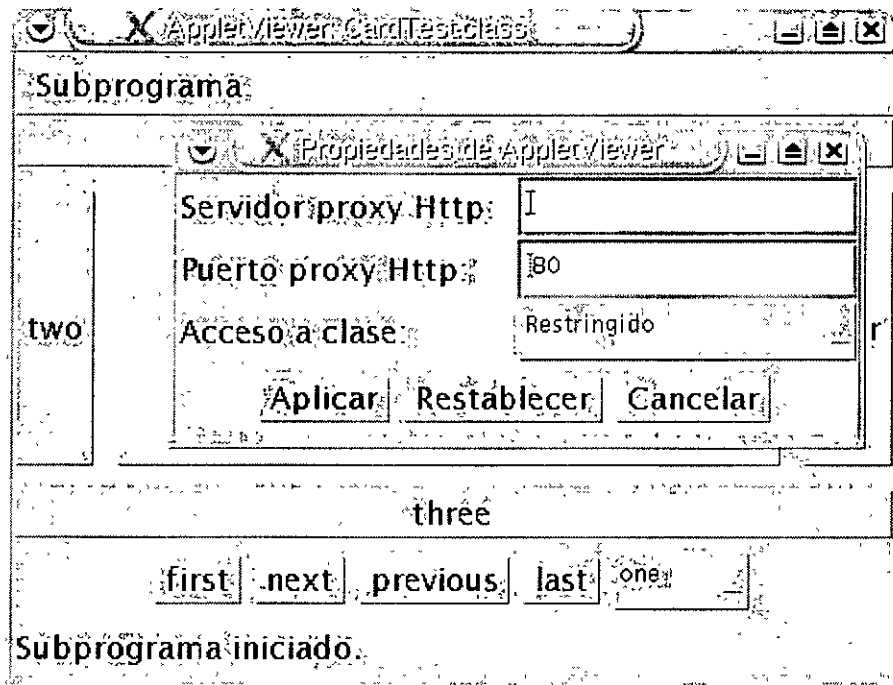 AppletViewer: CardTest.class
Subprograma
Propiedades de AppletViewer
Servidor proxy Http:
Puerto proxy Http: 80
Acceso a clase: Restringido
Aplicar Restablecer Cancelar
two r
three
first next previous last one
Subprograma iniciado.